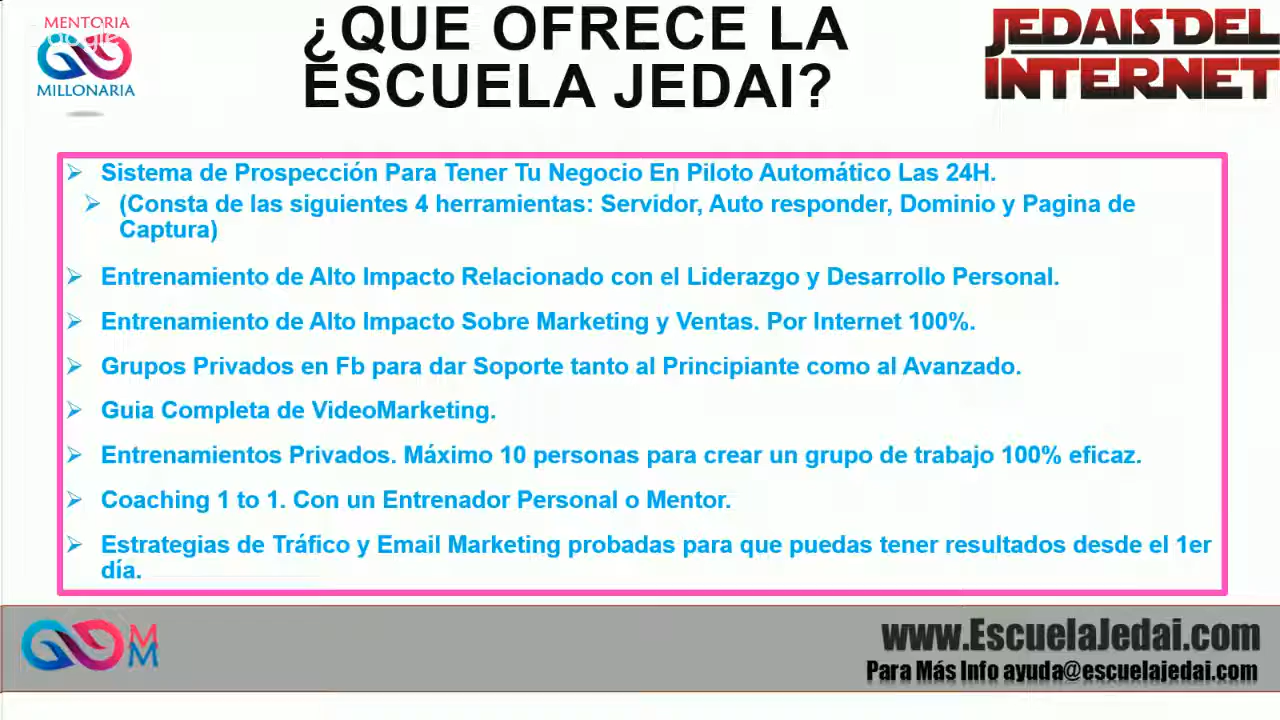 MENTORIA
Google
MILLONARIA
¿QUE OFRECE LA
ESCUELA JEDAI?
JEDAIS DEL
INTERNET
Sistema de Prospección Para Tener Tu Negocio En Piloto Automático Las 24H.
(Consta de las siguientes 4 herramientas: Servidor, Auto responder, Dominio y Pagina de
Captura)
Entrenamiento de Alto Impacto Relacionado con el Liderazgo y Desarrollo Personal.
Entrenamiento de Alto Impacto Sobre Marketing y Ventas. Por Internet 100%.
Grupos Privados en Fb para dar Soporte tanto al Principiante como al Avanzado.
Guia Completa de VideoMarketing.
Entrenamientos Privados. Máximo 10 personas para crear un grupo de trabajo 100% eficaz.
Coaching 1 to 1. Con un Entrenador Personal o Mentor.
Estrategias de Tráfico y Email Marketing probadas para que puedas tener resultados desde el 1er
día.
M
M
www.EscuelaJedai.com
Para Más Info ayuda@escuelajedai.com